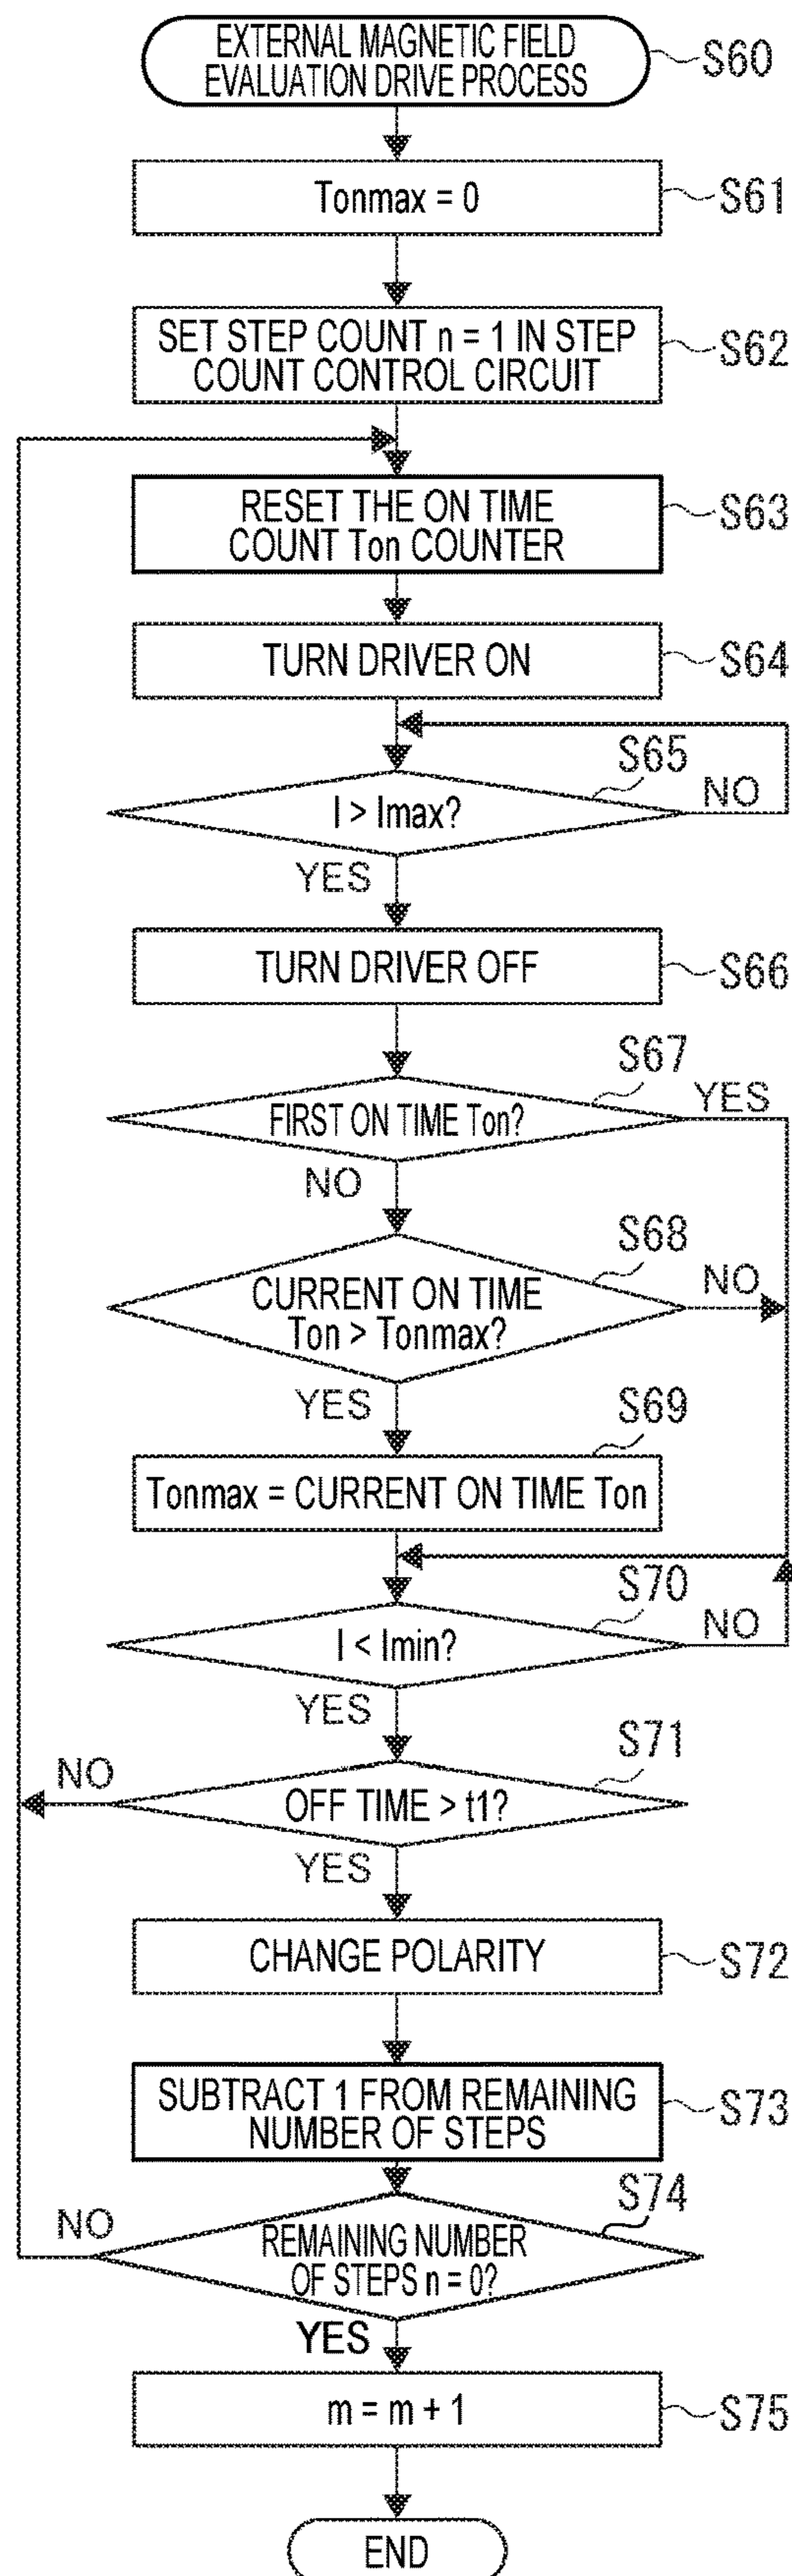 EXTERNAL MAGNETIC FIELD
EVALUATION DRIVE PROCESS
S60
Tonmax = 0
S61
SET STEP COUNT n = 1 IN STEP
COUNT CONTROL CIRCUIT
S62
RESET THE ON TIME
COUNT Ton COUNTER
S63
TURN DRIVER ON
S64
S65
I > Imax?
NO
YES
TURN DRIVER OFF
S66
S67
FIRST ON TIME Ton?
YES
NO
S68
CURRENT ON TIME
Ton > Tonmax?
NO
YES
S69
Tonmax = CURRENT ON TIME Ton
S70
I < Imin?
NO
YES
S71
NO
OFF TIME > t1?
YES
CHANGE POLARITY
S72
SUBTRACT 1 FROM REMAINING
NUMBER OF STEPS
S73
S74
NO
REMAINING NUMBER
OF STEPS n = 0?
YES
m = m + 1
S75
END